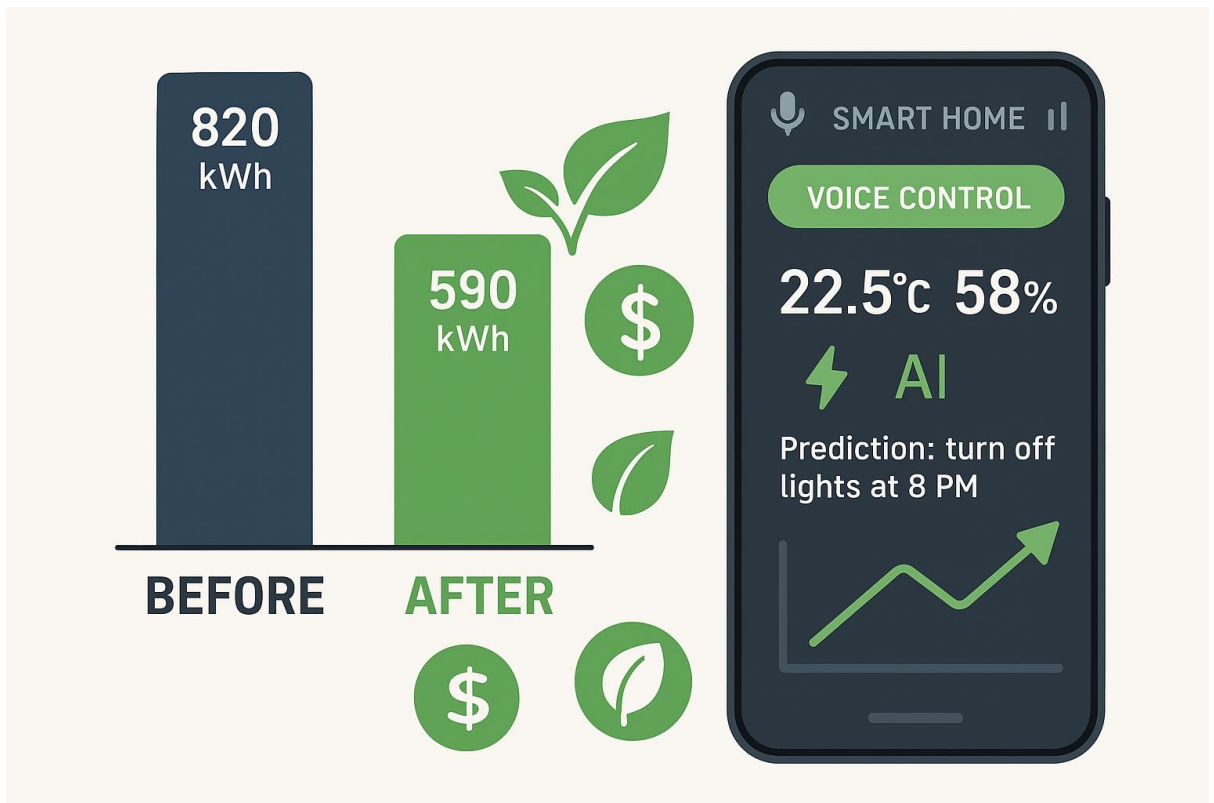 820
kWh
590
kWh
BEFORE
AFTER
$
$
SMART HOME
VOICE CONTROL
22.5°C 58%
AI
Prediction: turn off
lights at 8 PM